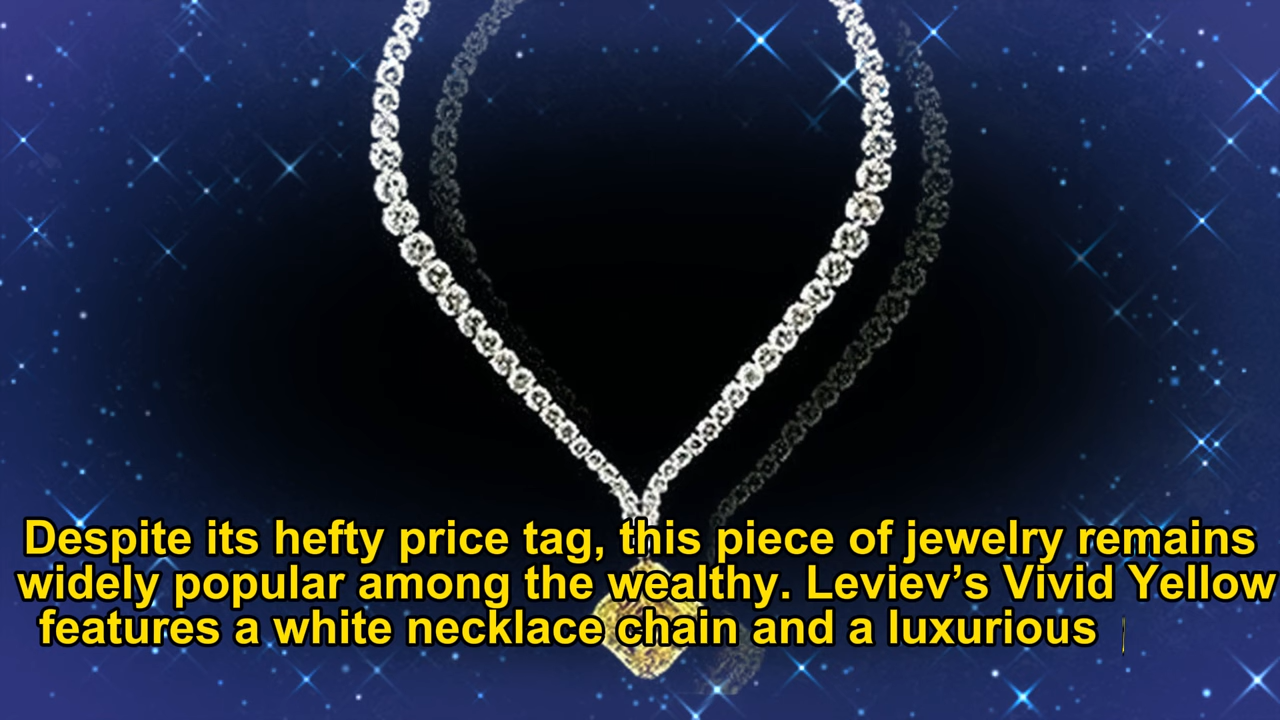 Despite its hefty price tag, this piece of jewelry remains
widely popular among the wealthy. Leviev’s Vivid Yellow
features a white necklace chain and a luxurious